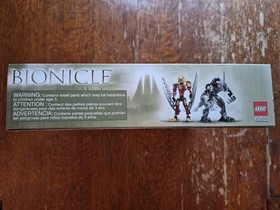 BIONICLE
WARNING: Contains small parts which may be hazardous
to children under age 3.
ATTENTION : Contient des petites pièces pouvant être
dangereuses pour des enfants de moins de 3 ans.
ADVERTENCIA: Contiene partes pequeñas que podrían
ser peligrosas para niños menores de 3 años.
LEGO